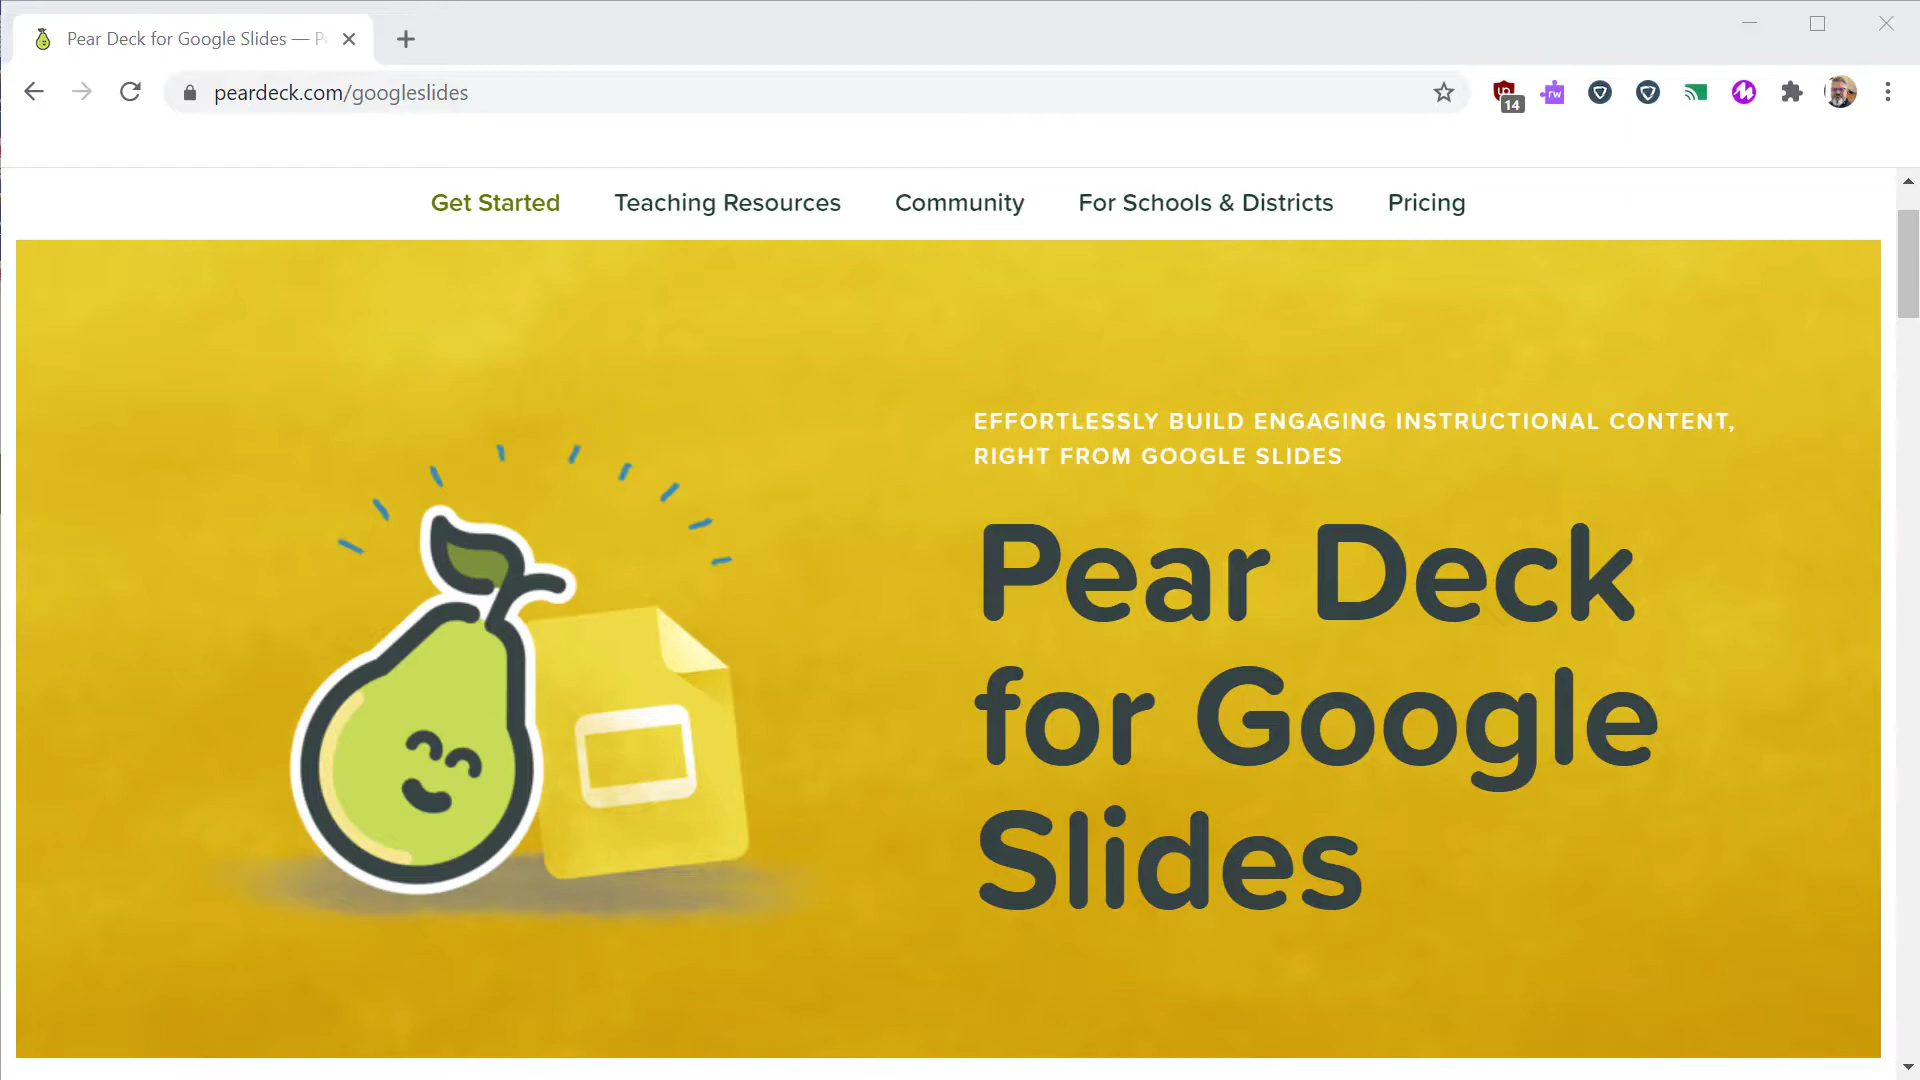 Pear Deck for Google Slides — P
peardeck.com/googleslides
14
rw
Get Started
Teaching Resources
Community
For Schools & Districts
Pricing
EFFORTLESSLY BUILD ENGAGING INSTRUCTIONAL CONTENT,
RIGHT FROM GOOGLE SLIDES
Pear Deck
for Google
Slides